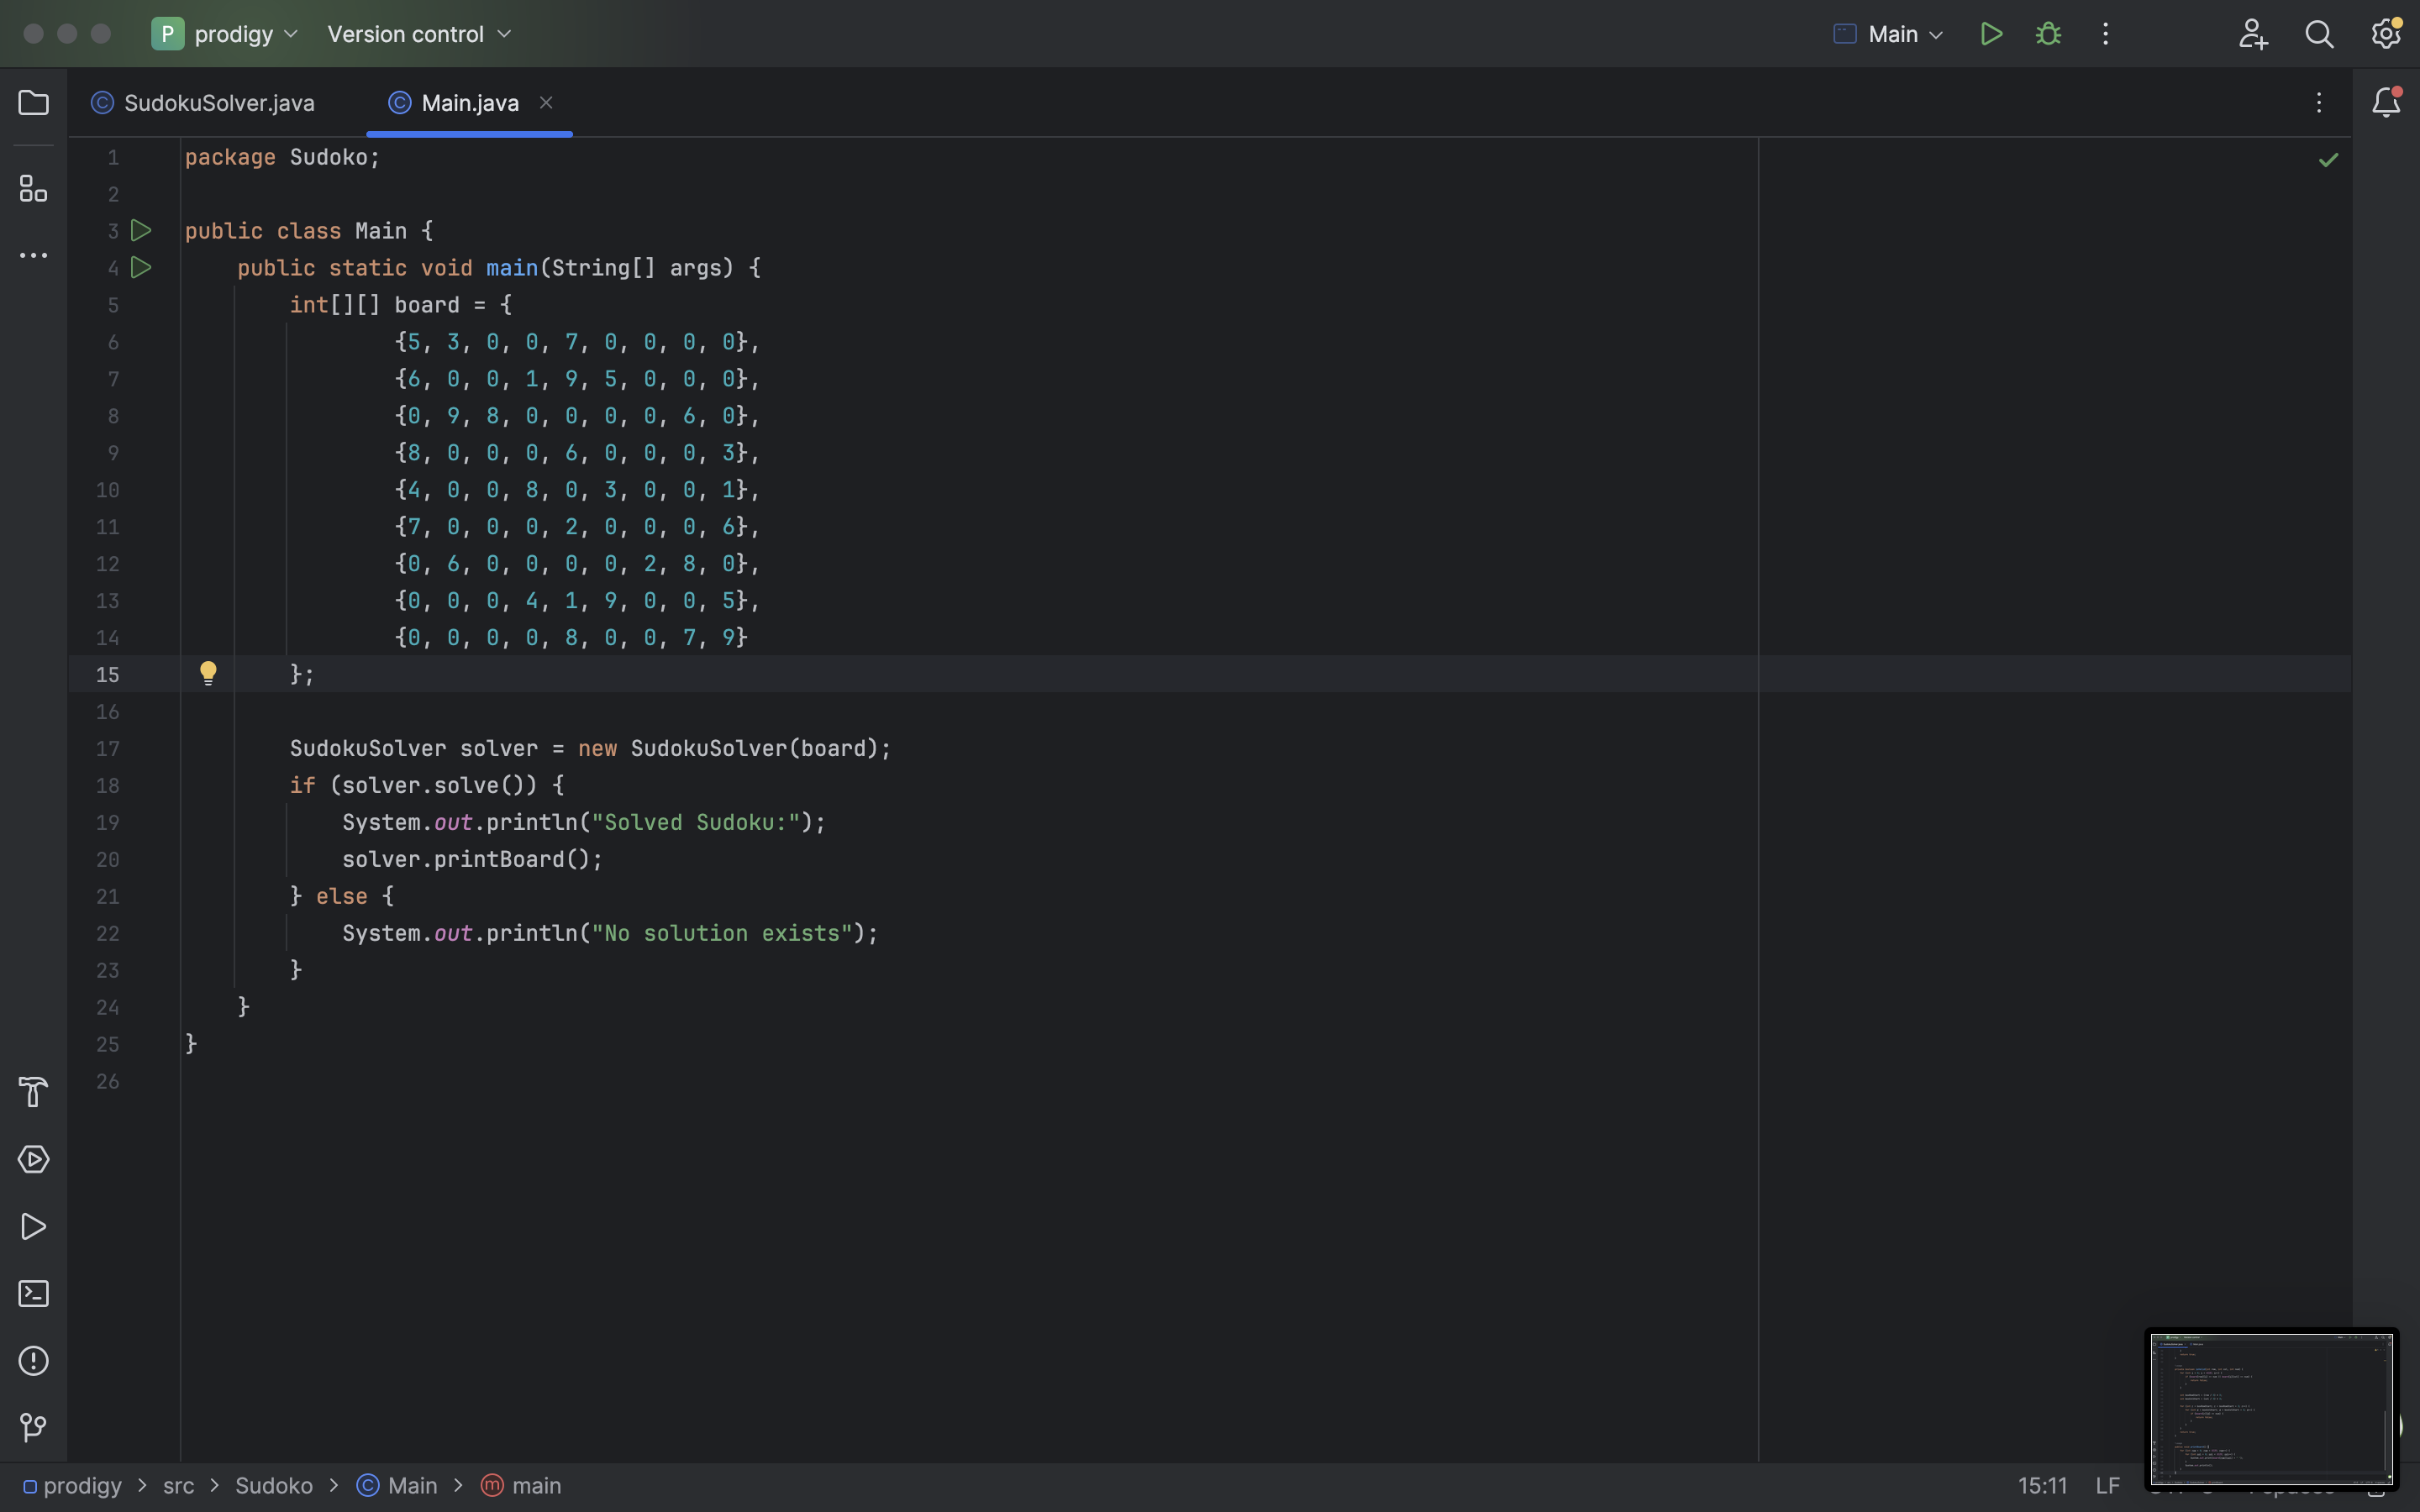 P prodigy Version control Main
SudokuSolver.java Main.java
1 package Sudoko;
2
3 public class Main {
4 public static void main(String[] args) {
5 int[][] board = {
6 {5, 3, 0, 0, 7, 0, 0, 0, 0},
7 {6, 0, 0, 1, 9, 5, 0, 0, 0},
8 {0, 9, 8, 0, 0, 0, 0, 6, 0},
9 {8, 0, 0, 0, 6, 0, 0, 0, 3},
10 {4, 0, 0, 8, 0, 3, 0, 0, 1},
11 {7, 0, 0, 0, 2, 0, 0, 0, 6},
12 {0, 6, 0, 0, 0, 0, 2, 8, 0},
13 {0, 0, 0, 4, 1, 9, 0, 0, 5},
14 {0, 0, 0, 0, 8, 0, 0, 7, 9}
15 };
16
17 SudokuSolver solver = new SudokuSolver(board);
18 if (solver.solve()) {
19 System.out.println("Solved Sudoku:");
20 solver.printBoard();
21 } else {
22 System.out.println("No solution exists");
23 }
24 }
25 }
26
prodigy > src > Sudoko > Main > main 15:11 LF